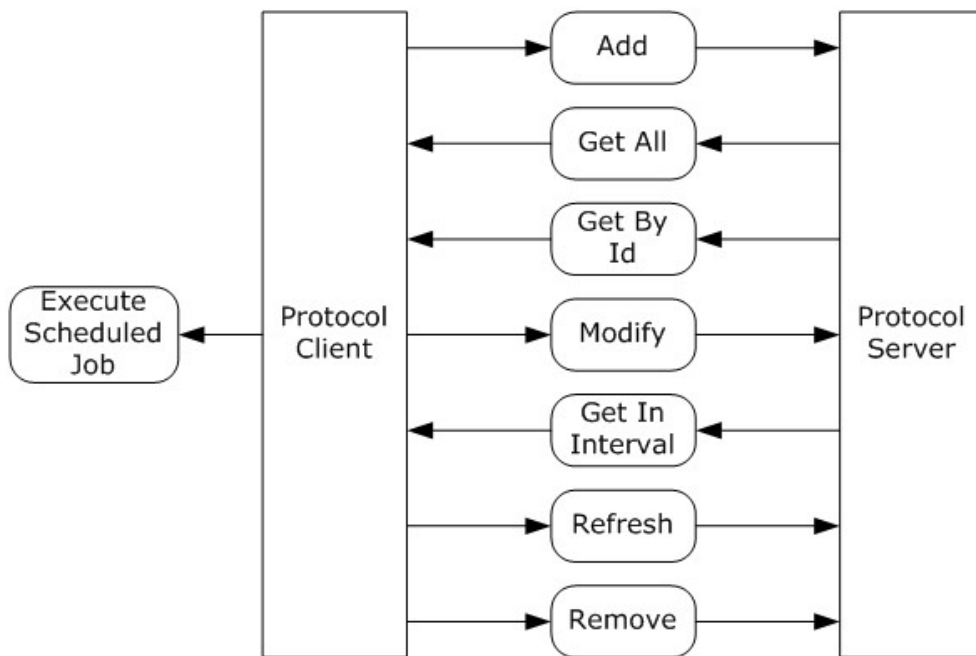 Add
Get All
Get By
Id
Execute
Scheduled
Job
Protocol
Client
Modify
Protocol
Server
Get In
Interval
Refresh
Remove